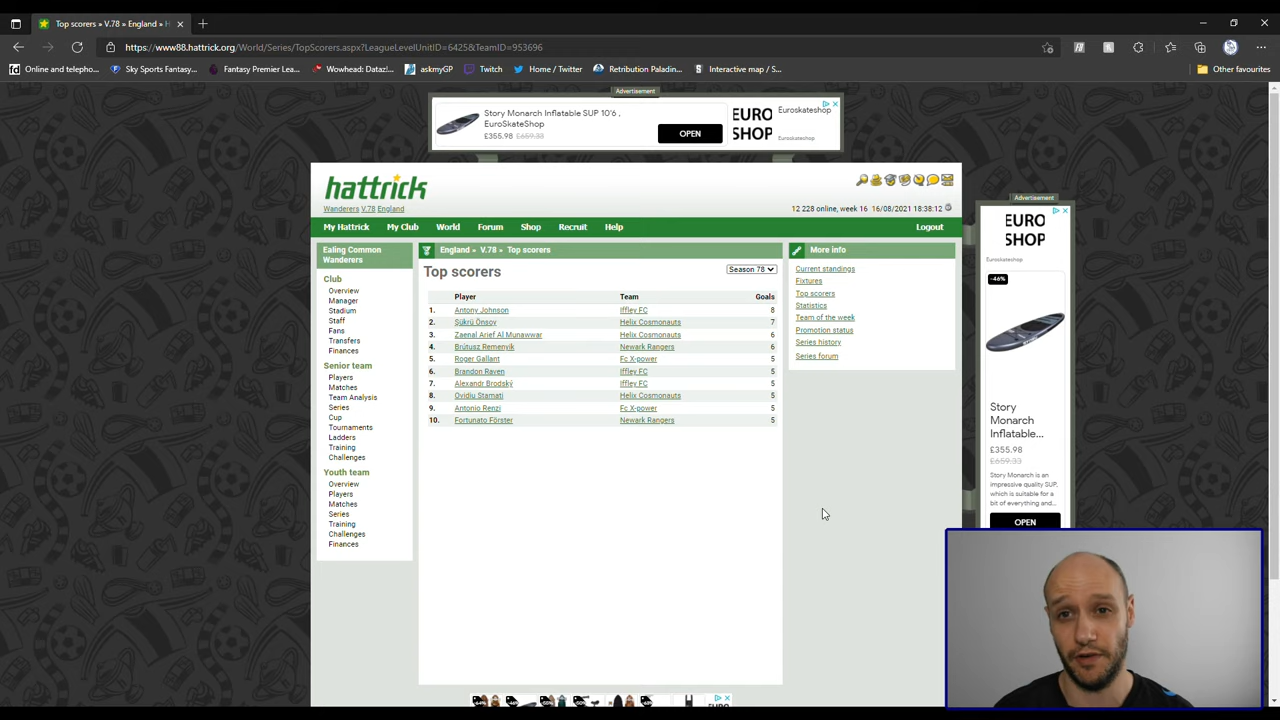 Top scorers » V.78 » England » H
https://www88.hattrick.org/World/Series/TopScorers.aspx?LeagueLevelUnitID=6425&TeamID=953696
Online and telepho... Sky Sports Fantasy... Fantasy Premier Lea... Wowhead: Dataz!... askmyGP Twitch Home / Twitter Retribution Paladin... Interactive map / S... Other favourites
Advertisement
Story Monarch Inflatable SUP 10'6 ,
EuroSkateShop
£355.98 £659.33
OPEN
EURO
SHOP
Euroskateshop
Euroskateshop
hattrick
Wanderers V.78 England
12 228 online, week 16 16/08/2021 18:38:12
My Hattrick My Club World Forum Shop Recruit Help Logout
Ealing Common
Wanderers
Club
Overview
Manager
Stadium
Staff
Fans
Transfers
Finances
Senior team
Players
Matches
Team Analysis
Series
Cup
Tournaments
Ladders
Training
Challenges
Youth team
Overview
Players
Matches
Series
Training
Challenges
Finances
England » V.78 » Top scorers
Top scorers
Season 78
Player Team Goals
1. Antony Johnson Iffley FC 8
2. Şükrü Önsoy Helix Cosmonauts 7
3. Zaenal Arief Al Munawwar Helix Cosmonauts 6
4. Brútusz Remenyik Newark Rangers 6
5. Roger Gallant Fc X-power 5
6. Brandon Raven Iffley FC 5
7. Alexandr Brodský Iffley FC 5
8. Ovidiu Stamati Helix Cosmonauts 5
9. Antonio Renzi Fc X-power 5
10. Fortunato Förster Newark Rangers 5
More info
Current standings
Fixtures
Top scorers
Statistics
Team of the week
Promotion status
Series history
Series forum
Advertisement
EURO
SHOP
Euroskateshop
-46%
Story
Monarch
Inflatable...
£355.98
£659.33
Story Monarch is an
impressive quality SUP,
which is suitable for a
bit of everything and...
OPEN